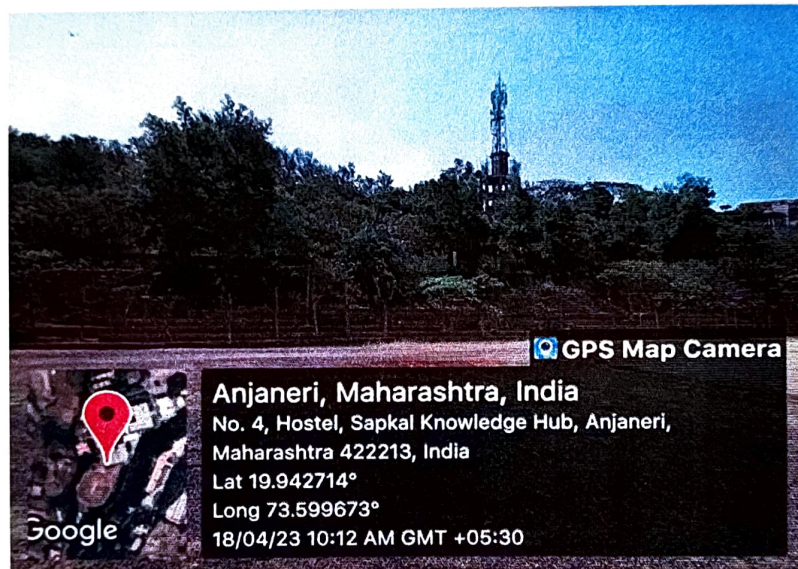 GPS Map Camera
Anjaneri, Maharashtra, India
No. 4, Hostel, Sapkal Knowledge Hub, Anjaneri,
Maharashtra 422213, India
Lat 19.942714°
Long 73.599673°
18/04/23 10:12 AM GMT +05:30
Google